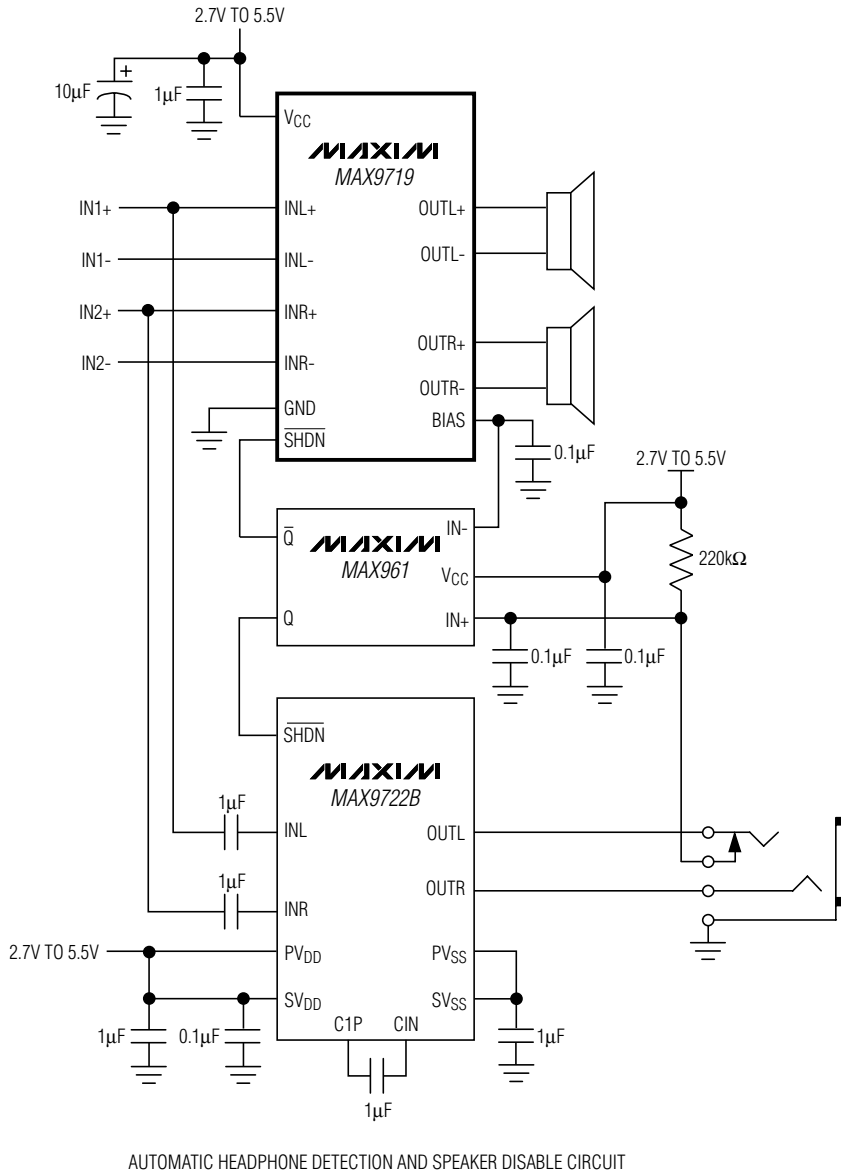 2.7V TO 5.5V
10µF
+
1µF
VCC
MAXIM
MAX9719
IN1+
INL+
OUTL+
IN1-
INL-
OUTL-
IN2+
INR+
OUTR+
IN2-
INR-
OUTR-
GND
BIAS
SHDN
0.1µF
2.7V TO 5.5V
Q
MAXIM
MAX961
IN-
VCC
220kΩ
Q
IN+
0.1µF
0.1µF
SHDN
MAXIM
MAX9722B
1µF
INL
OUTL
1µF
INR
OUTR
2.7V TO 5.5V
PVDD
PVSS
SVDD
SVSS
1µF
0.1µF
C1P
CIN
1µF
1µF
AUTOMATIC HEADPHONE DETECTION AND SPEAKER DISABLE CIRCUIT